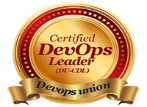 Certified
DevOps
Leader
(DU-CDL)
Devops union